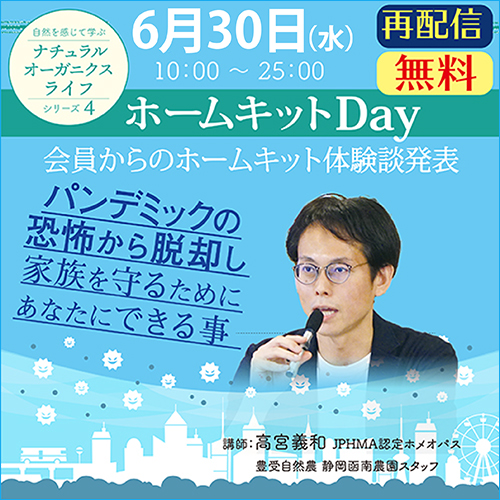 自然を感じて学ぶ
ナチュラル
オーガニクス
ライフ
シリーズ 4
6月30日(水)
10:00 ～ 25:00
再配信
無料
ホームキットDay
会員からのホームキット体験談発表
パンデミックの
恐怖から脱却し
家族を守るために
あなたにできる事
講師：高宮義和 JPHMA認定ホメオパス
豊受自然農 静岡函南農園スタッフ